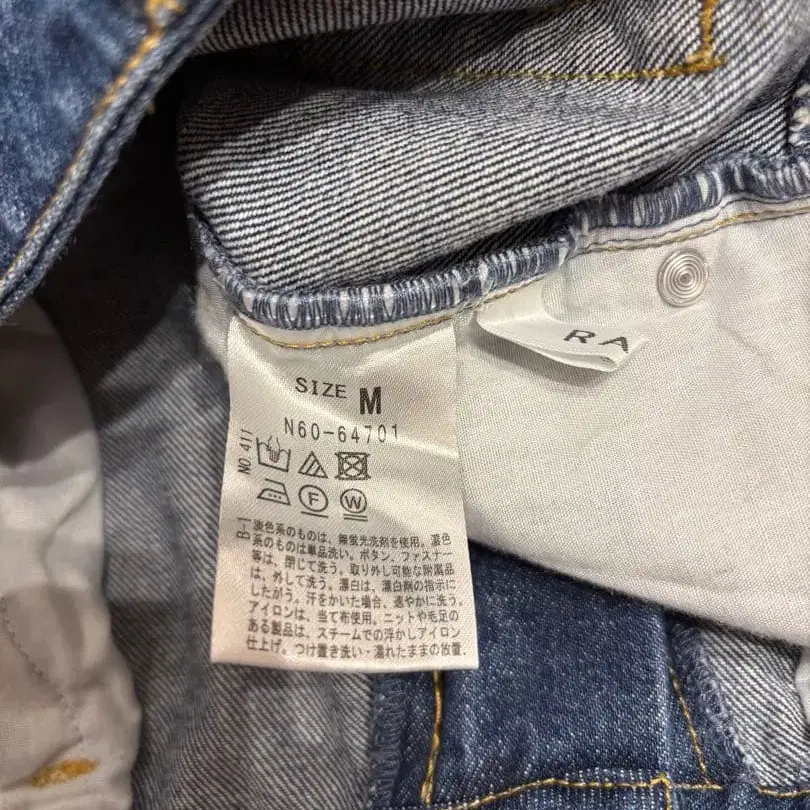 RA
SIZE M
N60-64701
NO.411
F
W
B-1
淡色系のものは、無蛍光洗剤を使用。濃色
系のものは単品洗い。ボタン、ファスナー
等は、閉じて洗う。取り外し可能な附属品
は、外して洗う。漂白は、漂白剤の指示に
したがう。汗をかいた場合、速やかに洗う。
アイロンは、当て布使用。ニットや毛足の
ある製品は、スチームでの浮かしアイロン
仕上げ。つけ置き洗い・濡れたままの放置。